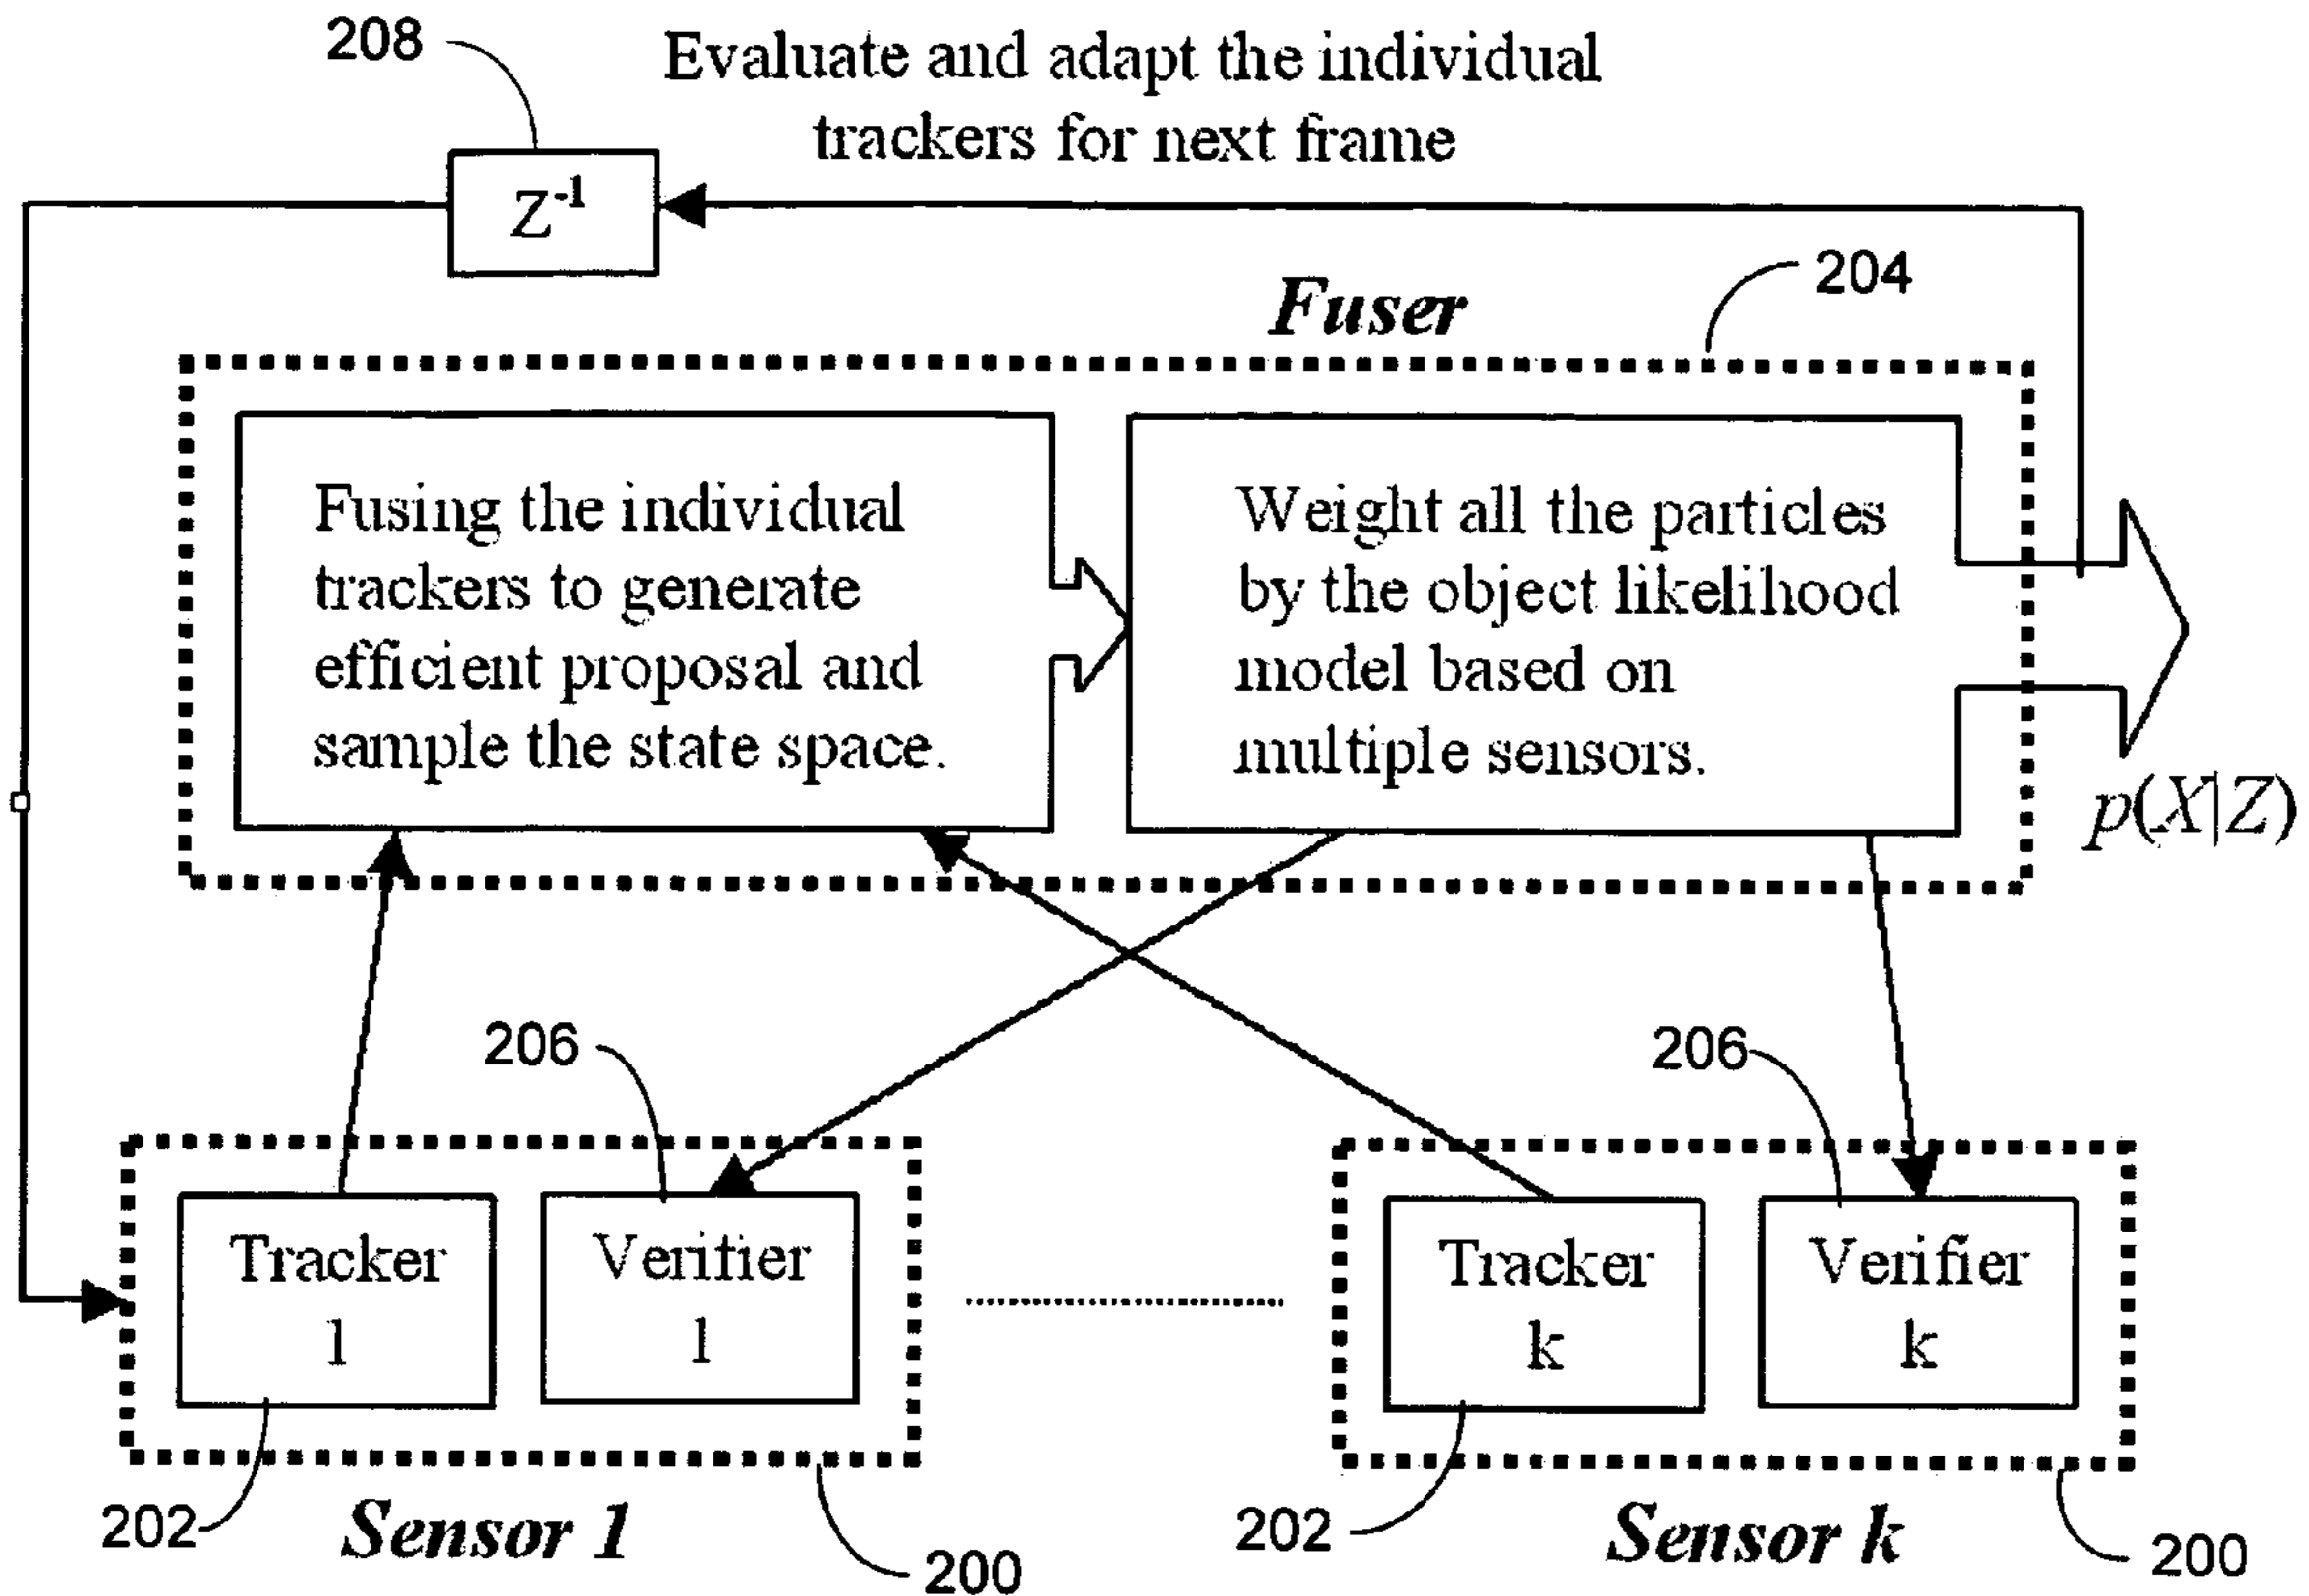 208
Evaluate and adapt the individual
trackers for next frame
Z⁻¹
204
Fuser
Fusing the individual
trackers to generate
efficient proposal and
sample the state space.
Weight all the particles
by the object likelihood
model based on
multiple sensors.
p(X|Z)
206
206
Tracker
1
Verifier
1
Tracker
k
Verifier
k
202
Sensor 1
200
202
Sensor k
200